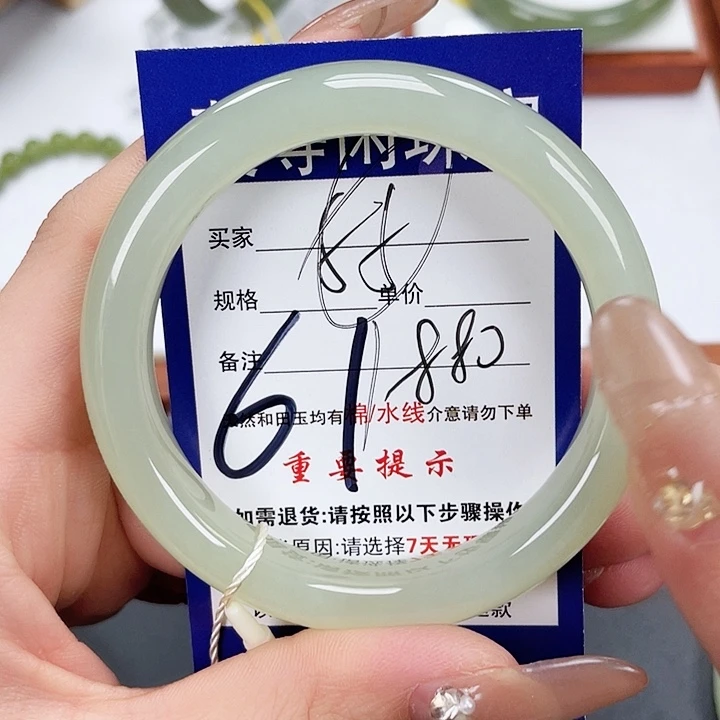 买家
规格 单价
备注 880
61
然和田玉均有棉/水线介意请勿下单
重要提示
如需退货:请按照以下步骤操作
原因:请选择7天无
款